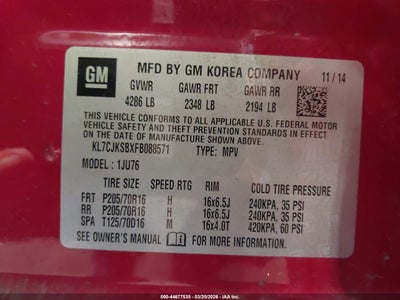 GM
MFD BY GM KOREA COMPANY 11/14
GVWR GAWR FRT GAWR RR
4286 LB 2348 LB 2194 LB
THIS VEHICLE CONFORMS TO ALL
APPLICABLE U.S. FEDERAL MOTOR
VEHICLE SAFETY, BUMPER, AND THEFT
PREVENTION STANDARDS IN EFFECT ON
THE DATE OF MANUFACTURE SHOWN
ABOVE.
KL7CJKSBXFB088571 TYPE: MPV
MODEL: 1JU76
TIRE SIZE SPEED RTG RIM COLD TIRE PRESSURE
FRT P205/70R16 H 16x6.5J 240KPA, 35 PSI
RR P205/70R16 H 16x6.5J 240KPA, 35 PSI
SPA T125/70D16 M 16x4.0T 420KPA, 60 PSI
SEE OWNER'S MANUAL FOR MORE INFORMATION.
000-44677535 - 03/20/2026 - IAA Inc.